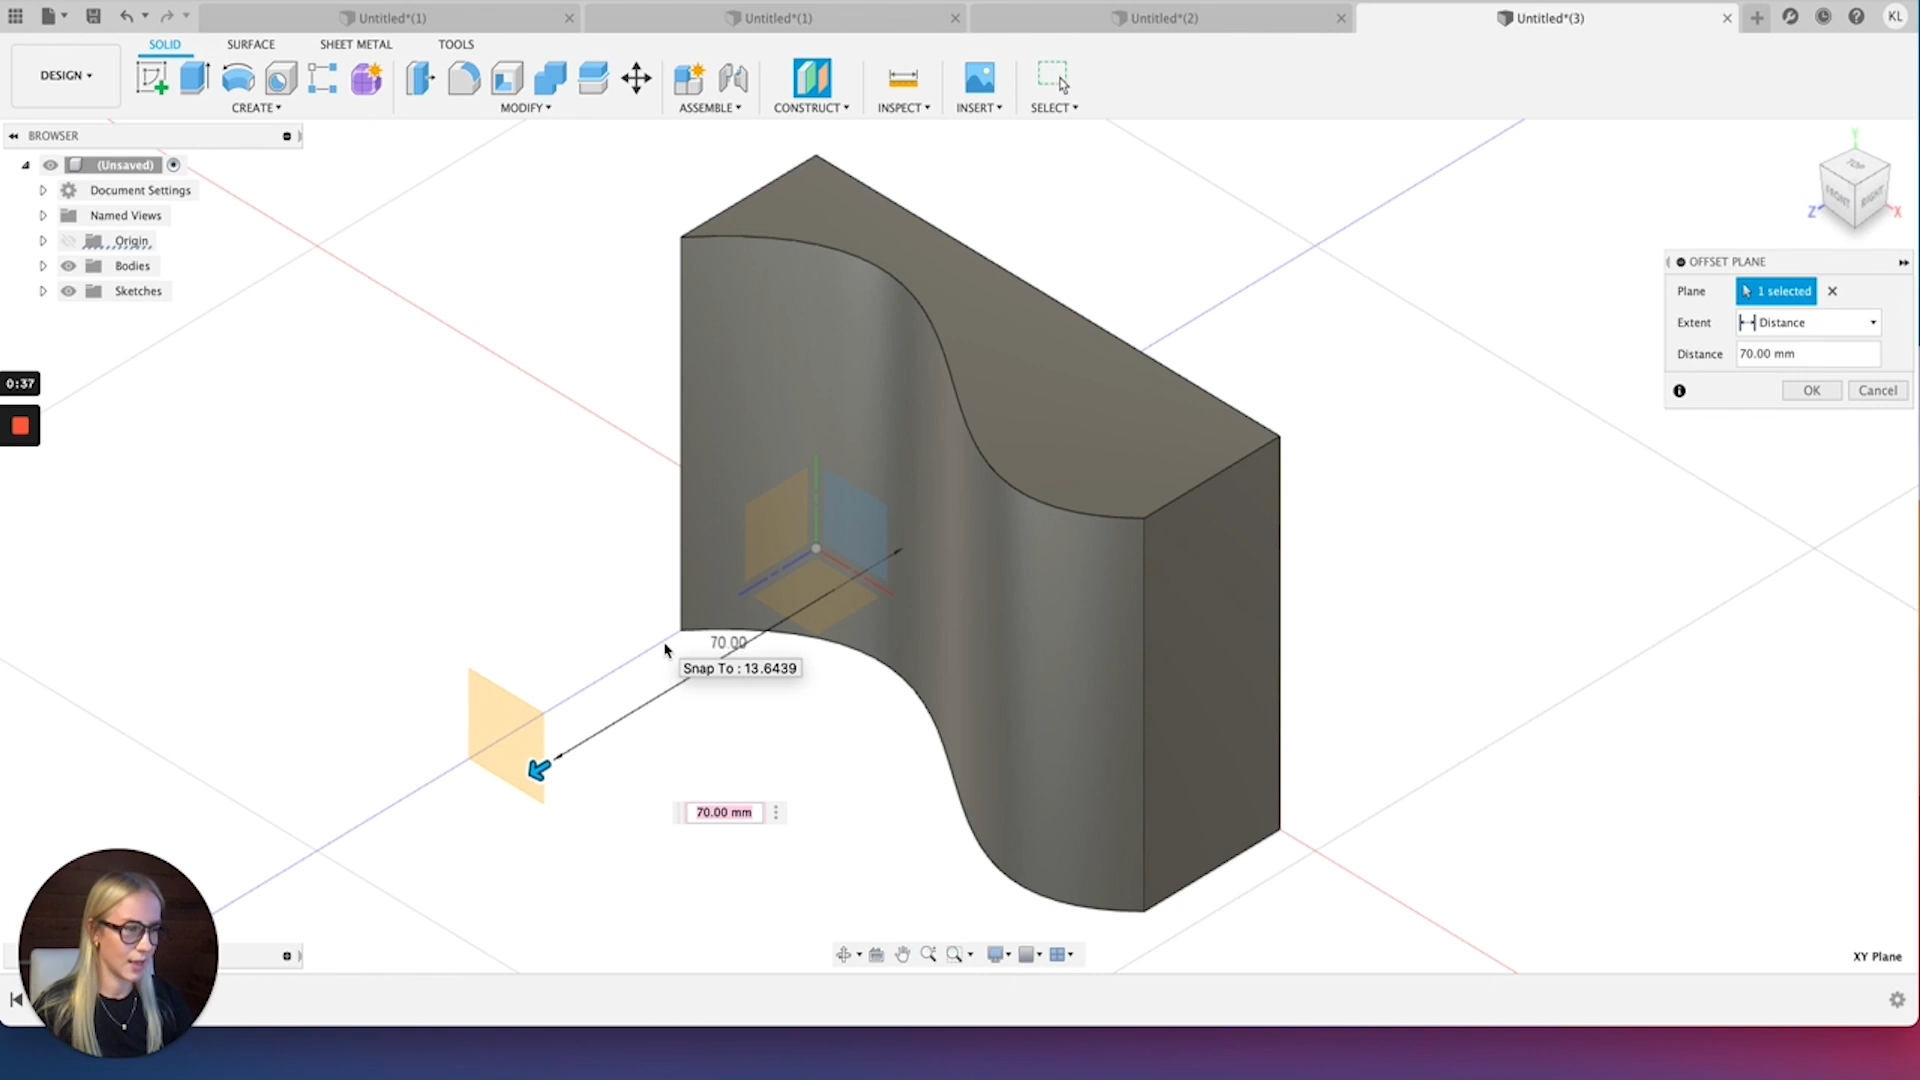 Untitled*(1)
Untitled*(1)
Untitled*(2)
Untitled*(3)
KL
DESIGN
SOLID
SURFACE
SHEET METAL
TOOLS
CREATE
MODIFY
ASSEMBLE
CONSTRUCT
INSPECT
INSERT
SELECT
BROWSER
(Unsaved)
Document Settings
Named Views
Origin
Bodies
Sketches
Y
TOP
FRONT
RIGHT
Z
X
OFFSET PLANE
Plane
1 selected
Extent
Distance
Distance
70.00 mm
OK
Cancel
0:37
70.00
Snap To : 13.6439
70.00 mm
XY Plane